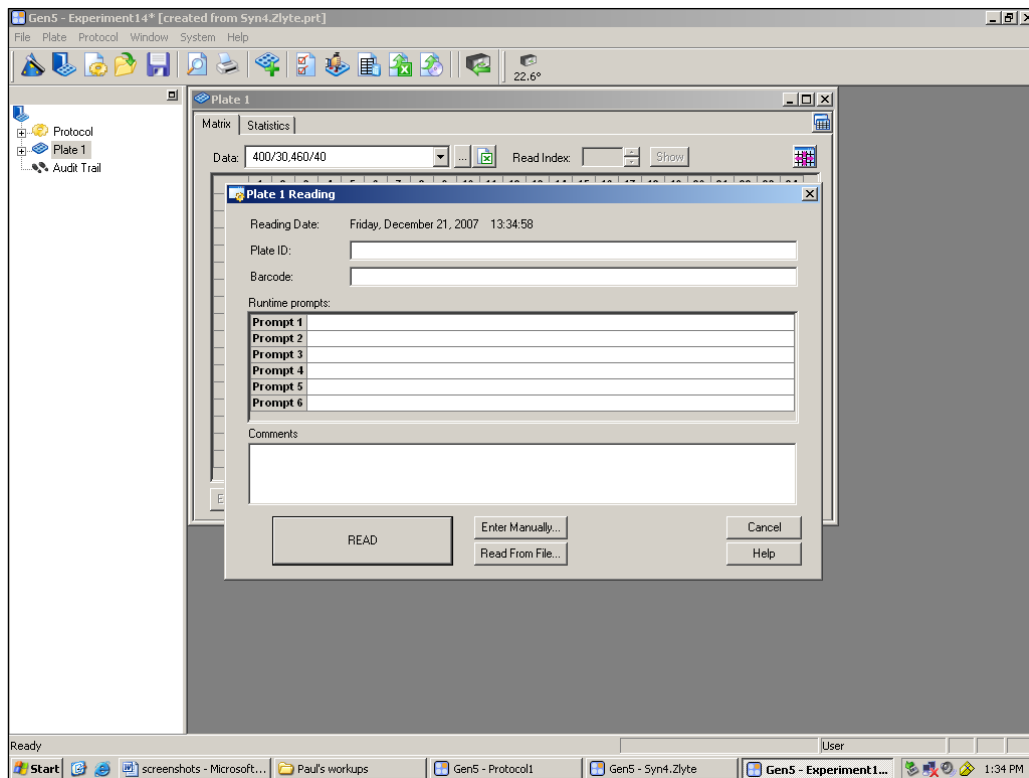 Gen5 - Experiment14* [created from Syn4.Zlyte.prt]
File Plate Protocol Window System Help
22.6°
Protocol
Plate 1
Audit Trail
Plate 1
Matrix Statistics
Data: 400/30,460/40 ... Read Index: Show
Plate 1 Reading
Reading Date: Friday, December 21, 2007 13:34:58
Plate ID:
Barcode:
Runtime prompts:
Prompt 1
Prompt 2
Prompt 3
Prompt 4
Prompt 5
Prompt 6
Comments
READ
Enter Manually...
Cancel
Read From File...
Help
Ready User
Start screenshots - Microsoft... Paul's workups Gen5 - Protocol1 Gen5 - Syn4.Zlyte Gen5 - Experiment1... 1:34 PM